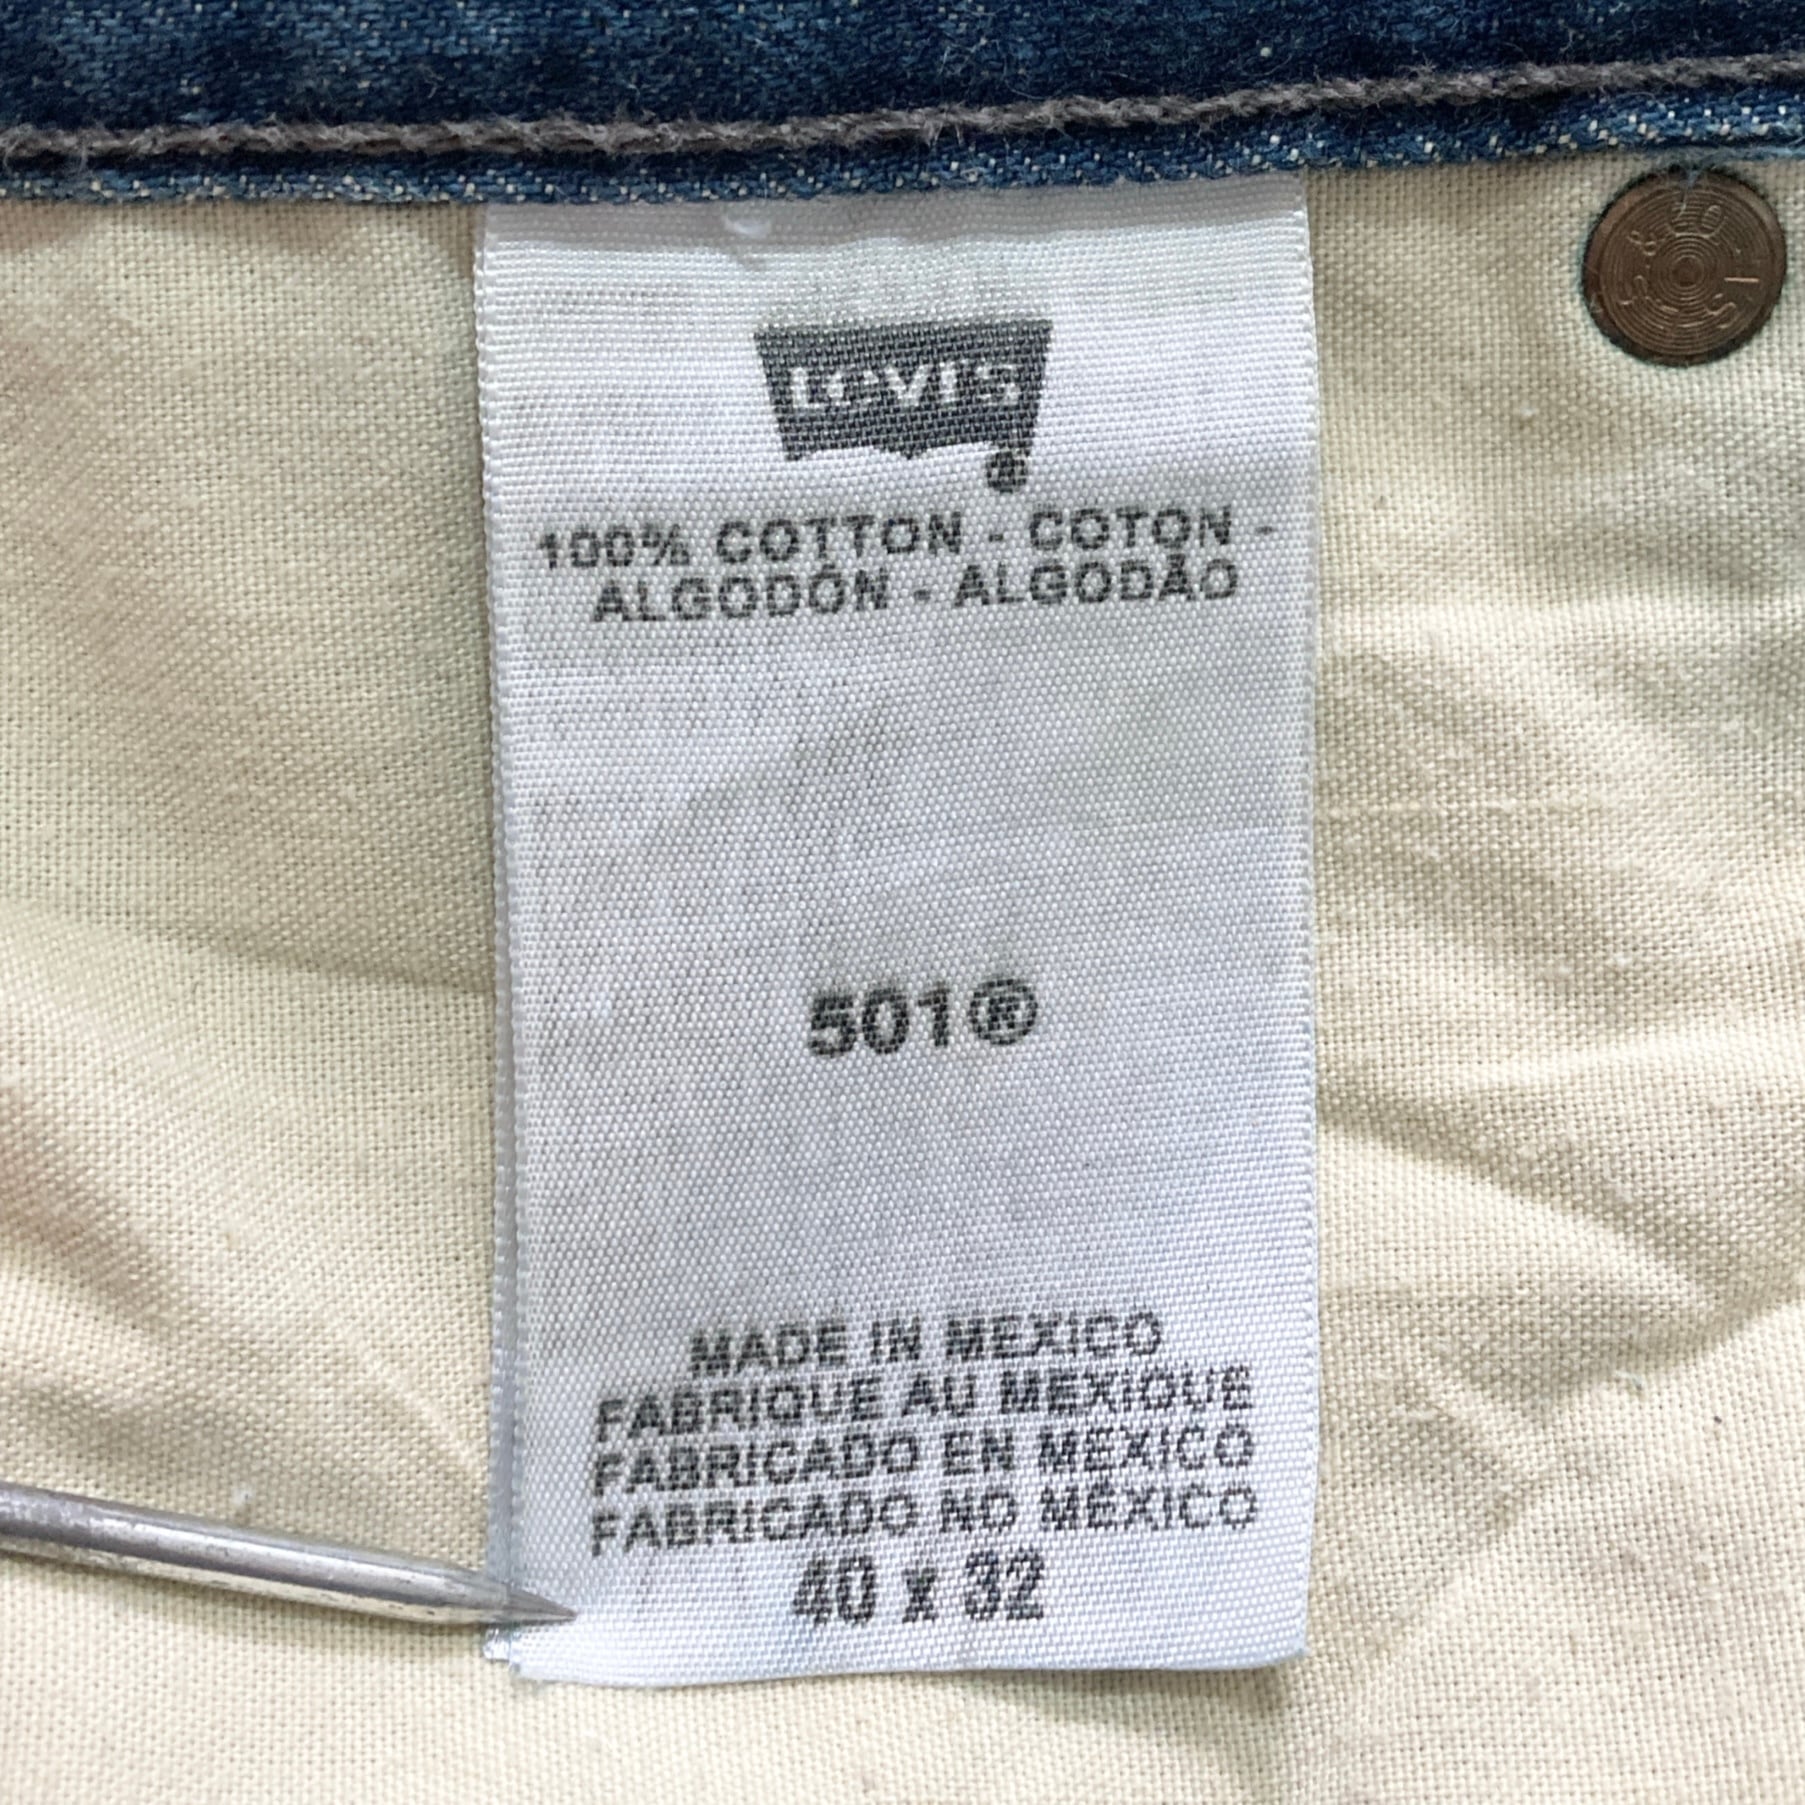 LEVI'S
®
100% COTTON - COTON -
ALGODÓN - ALGODÃO
501®
MADE IN MEXICO
FABRIQUE AU MEXIQUE
FABRICADO EN MÉXICO
FABRICADO NO MÉXICO
40 x 32